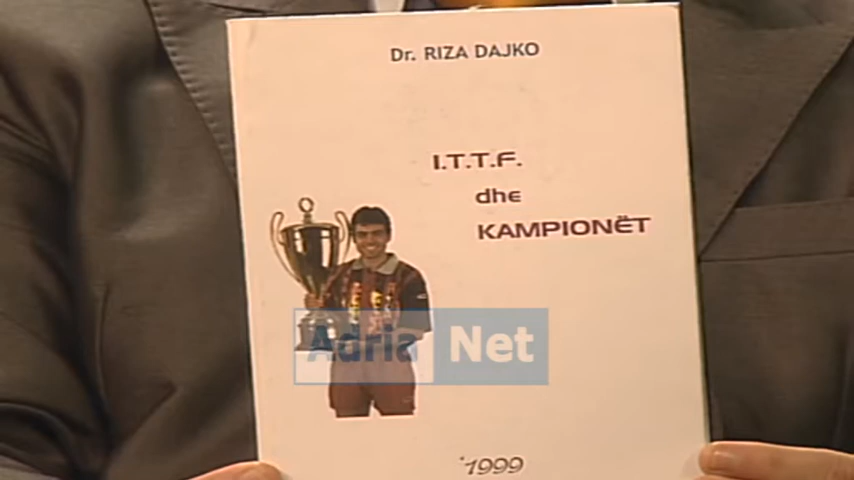 Dr. RIZA DAJKO
I.T.T.F.
dhe
KAMPIONËT
Adria Net
1999